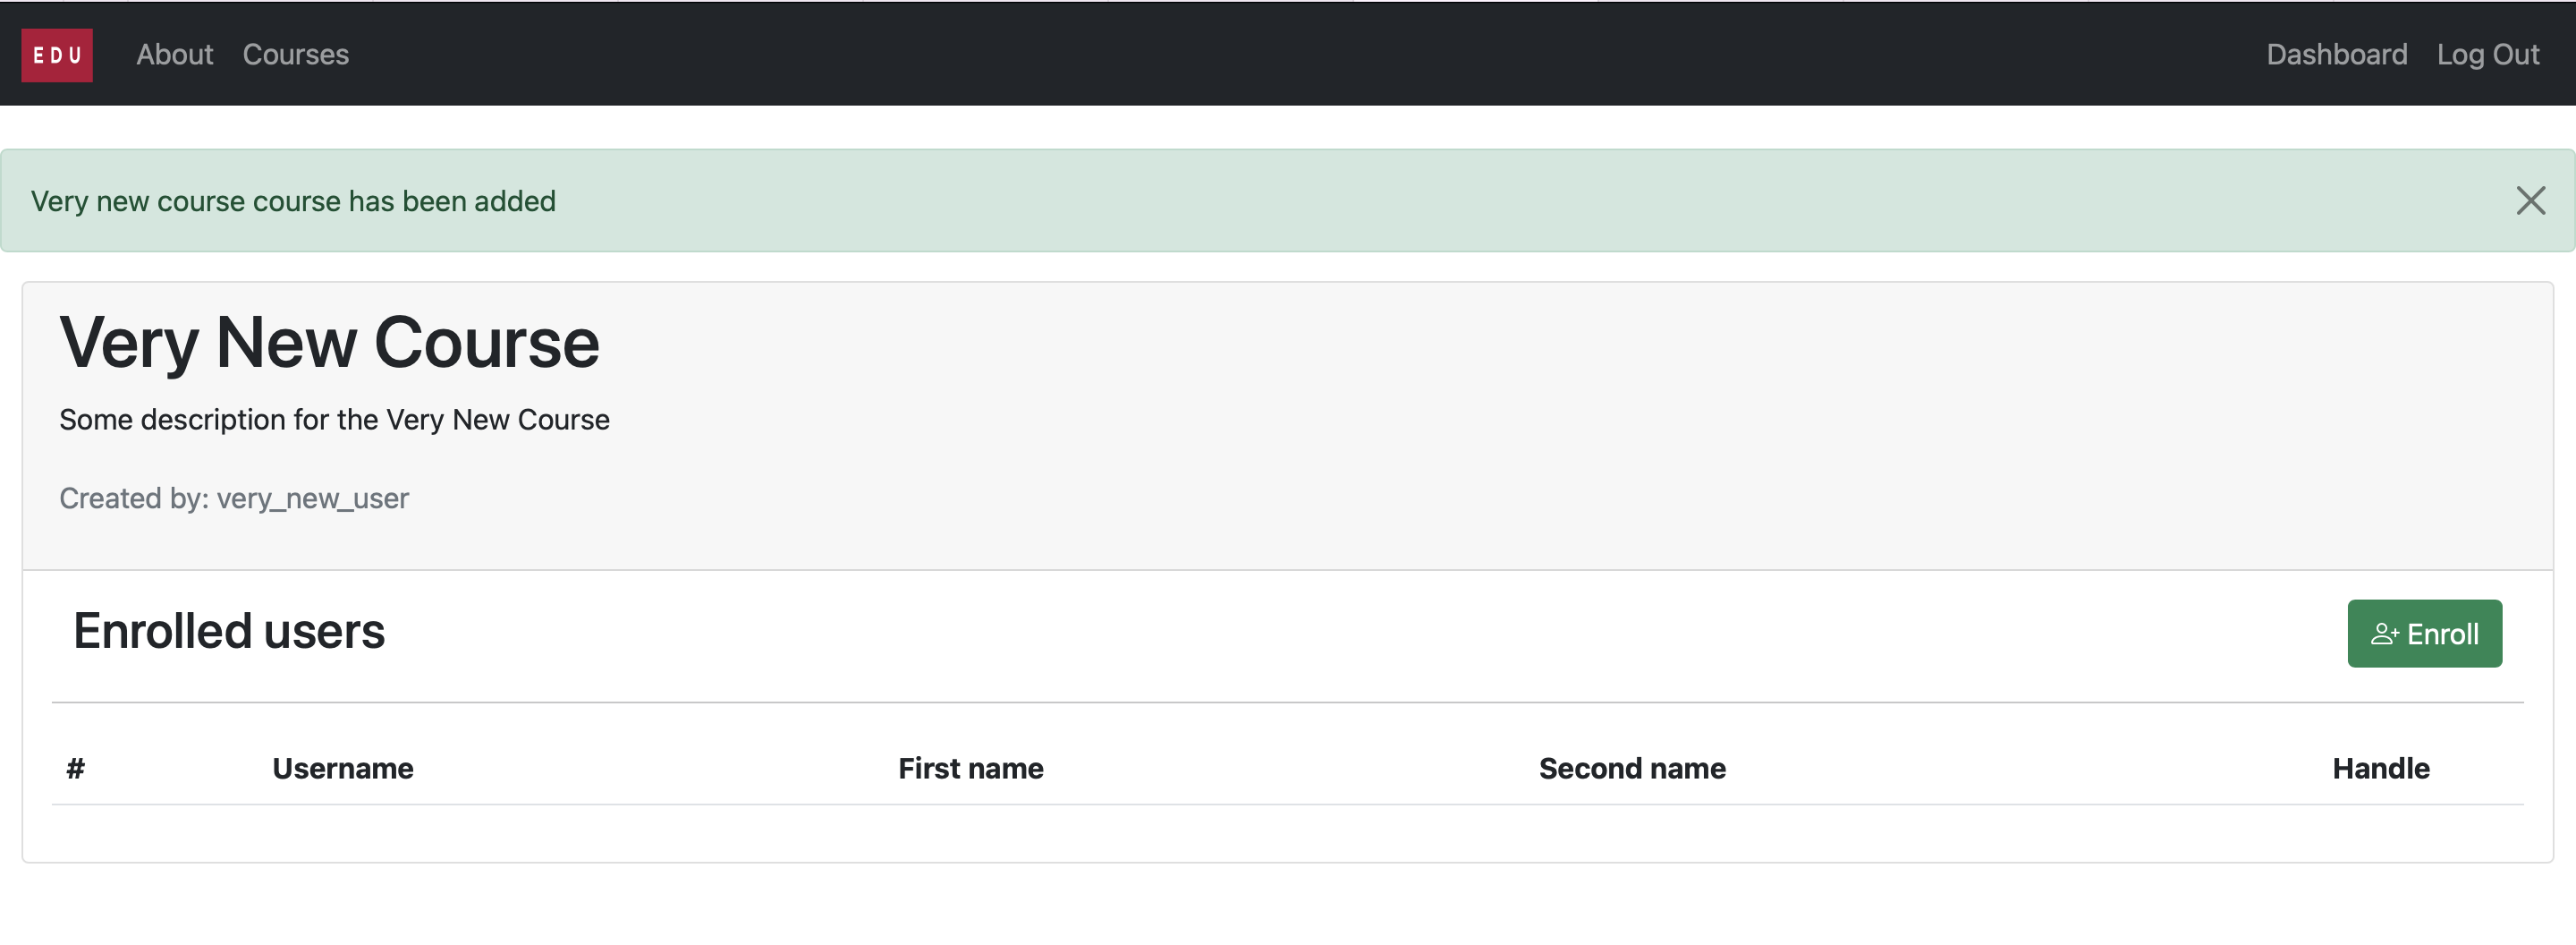 EDU About Courses Dashboard Log Out
Very new course course has been added
Very New Course
Some description for the Very New Course
Created by: very_new_user
Enrolled users Enroll
# Username First name Second name Handle